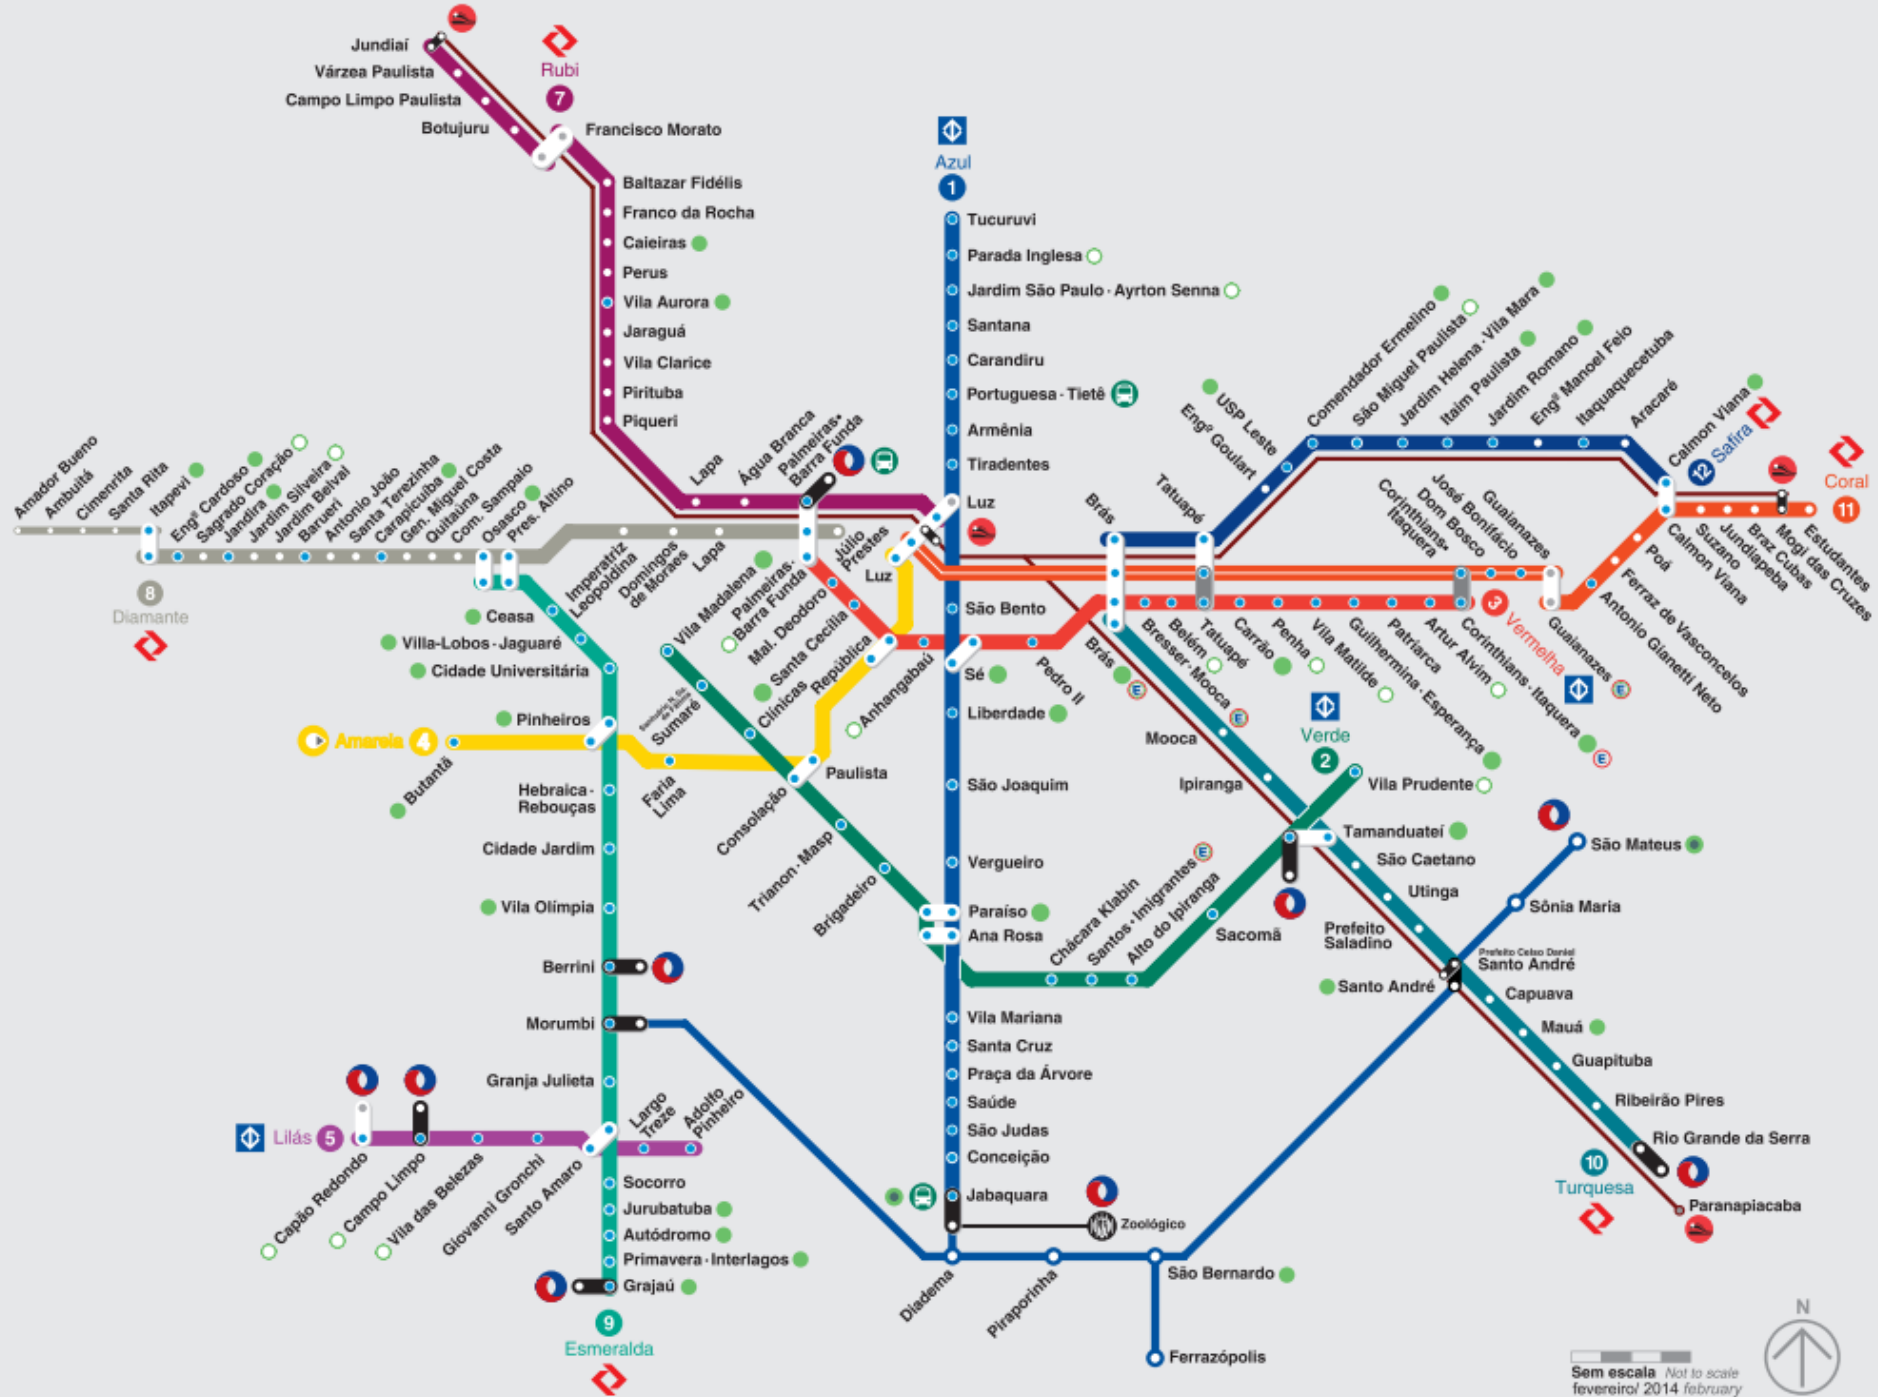 Jundiaí
Várzea Paulista
Campo Limpo Paulista
Botujuru
Rubi
7
Francisco Morato
Baltazar Fidélis
Franco da Rocha
Caieiras
Perus
Vila Aurora
Jaraguá
Vila Clarice
Pirituba
Piqueri
Lapa
Água Branca
Palmeiras-
Barra Funda
Azul
1
Tucuruvi
Parada Inglesa
Jardim São Paulo - Ayrton Senna
Santana
Carandiru
Portuguesa - Tietê
Armênia
Tiradentes
Luz
São Bento
Sé
Liberdade
São Joaquim
Vergueiro
Paraíso
Ana Rosa
Vila Mariana
Santa Cruz
Praça da Árvore
Saúde
São Judas
Conceição
Jabaquara
Zoológico
Amador Bueno
Ambuitá
Cimenrita
Santa Rita
Itapevi
Engº Cardoso
Sagrado Coração
Jandira
Jardim Silveira
Jardim Belval
Barueri
Antonio João
Santa Terezinha
Carapicuíba
Gen. Miguel Costa
Quitaúna
Com. Sampaio
Osasco
Pres. Altino
Imperatriz
Leopoldina
Domingos
de Moraes
Lapa
Júlio
Prestes
Luz
8
Diamante
Ceasa
Villa-Lobos - Jaguaré
Cidade Universitária
Pinheiros
Hebraica -
Rebouças
Cidade Jardim
Vila Olímpia
Berrini
Morumbi
Granja Julieta
Santo Amaro
Socorro
Jurubatuba
Autódromo
Primavera - Interlagos
Grajaú
9
Esmeralda
Amarela 4
Butantã
Faria
Lima
Paulista
República
Vila Madalena
Santuário N. Sa.
de Fátima
Sumaré
Clínicas
Consolação
Trianon - Masp
Brigadeiro
Chácara Klabin
Santos - Imigrantes
Alto do Ipiranga
Sacomã
Tamanduateí
Vila Prudente
Verde
2
Palmeiras-
Barra Funda
Mal. Deodoro
Santa Cecília
Anhangabaú
Pedro II
Brás
Bresser - Mooca
Belém
Tatuapé
Carrão
Penha
Vila Matilde
Guilhermina - Esperança
Patriarca
Artur Alvim
Corinthians - Itaquera
3
Vermelha
Brás
Tatuapé
Engº Goulart
USP Leste
Comendador Ermelino
São Miguel Paulista
Jardim Helena - Vila Mara
Itaim Paulista
Jardim Romano
Engº Manoel Feio
Itaquaquecetuba
Aracaré
Calmon Viana
12 Safira
Corinthians-
Itaquera
Dom Bosco
José Bonifácio
Guaianazes
Guaianazes
Antonio Gianetti Neto
Ferraz de Vasconcelos
Poá
Calmon Viana
Suzano
Jundiapeba
Braz Cubas
Mogi das Cruzes
Estudantes
Coral
11
Mooca
Ipiranga
São Caetano
Utinga
Prefeito
Saladino
Prefeito Celso Daniel
Santo André
Santo André
Capuava
Mauá
Guapituba
Ribeirão Pires
Rio Grande da Serra
10
Turquesa
Paranapiacaba
São Mateus
Sônia Maria
Lilás 5
Capão Redondo
Campo Limpo
Vila das Belezas
Giovanni Gronchi
Largo
Treze
Adolfo
Pinheiro
Diadema
Piraporinha
São Bernardo
Ferrazópolis
E
E
E
E
E
N
Sem escala Not to scale
fevereiro/ 2014 february